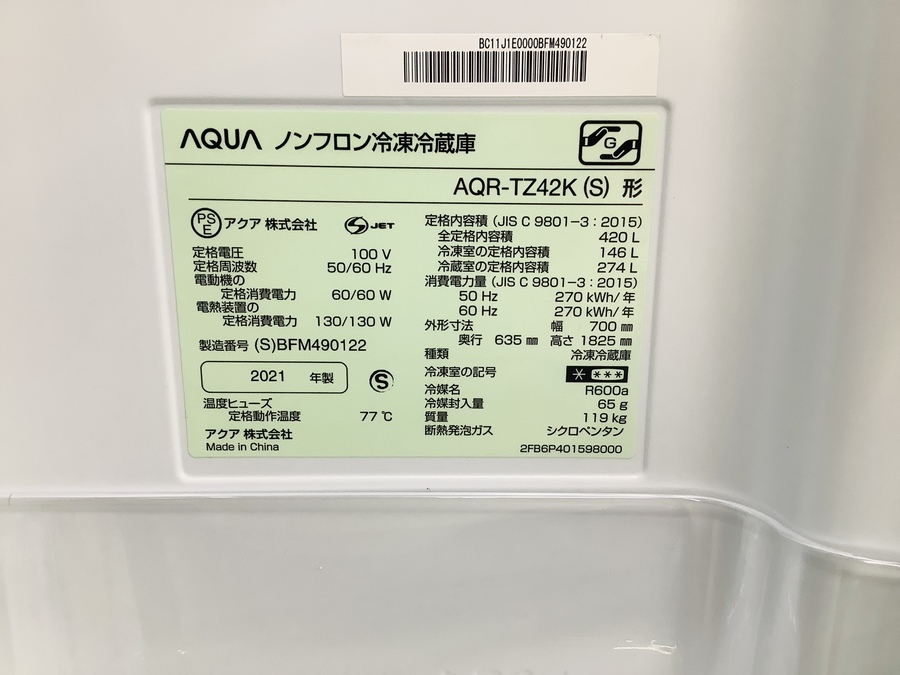 BC11J1E0000BFM490122
AQUA ノンフロン冷凍冷蔵庫
G
AQR-TZ42K (S) 形
PSE アクア 株式会社 S JET
定格電圧 100 V
定格周波数 50/60 Hz
電動機の
定格消費電力 60/60 W
電熱装置の
定格消費電力 130/130 W
製造番号 (S)BFM490122
2021 年製 S
温度ヒューズ
定格動作温度 77 ℃
アクア 株式会社
Made in China
定格内容積 (JIS C 9801-3 : 2015)
全定格内容積 420 L
冷凍室の定格内容積 146 L
冷蔵室の定格内容積 274 L
消費電力量 (JIS C 9801-3 : 2015)
50 Hz 270 kWh/年
60 Hz 270 kWh/年
外形寸法 幅 700 ㎜
奥行 635 ㎜ 高さ 1825 ㎜
種類 冷凍冷蔵庫
冷凍室の記号 * ***
冷媒名 R600a
冷媒封入量 65 g
質量 119 kg
断熱発泡ガス シクロペンタン
2FB6P401598000